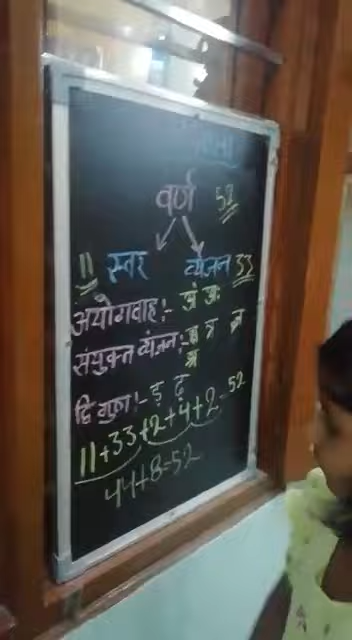 वर्ण 52
11 स्वर व्यंजन 33
अयोगवाह:- अं अः
संयुक्त व्यंजन:- क्ष त्र ज्ञ
श्र
द्विगुण:- ड़ ढ़
11+33+2+4+2=52
44+8=52